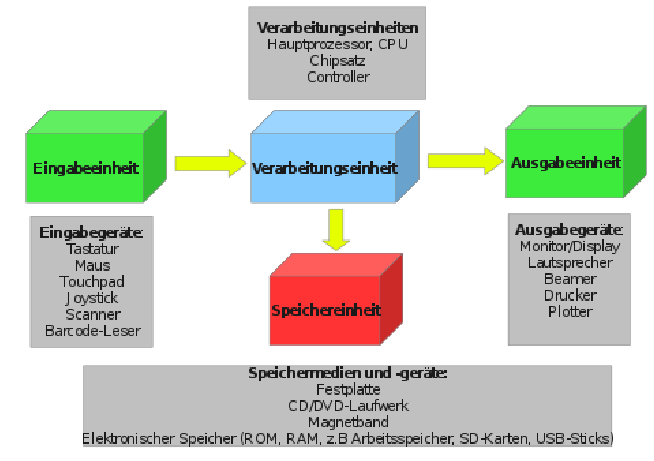 Verarbeitungseinheiten
Hauptprozessor, CPU
Chipsatz
Controller
Eingabeeinheit
Verarbeitungseinheit
Ausgabeeinheit
Eingabegeräte:
Tastatur
Maus
Touchpad
Joystick
Scanner
Barcode-Leser
Ausgabegeräte:
Monitor/Display
Lautsprecher
Beamer
Drucker
Plotter
Speichereinheit
Speichermedien und -geräte:
Festplatte
CD/DVD-Laufwerk
Magnetband
Elektronischer Speicher (ROM, RAM, z.B Arbeitsspeicher, SD-Karten, USB-Sticks)